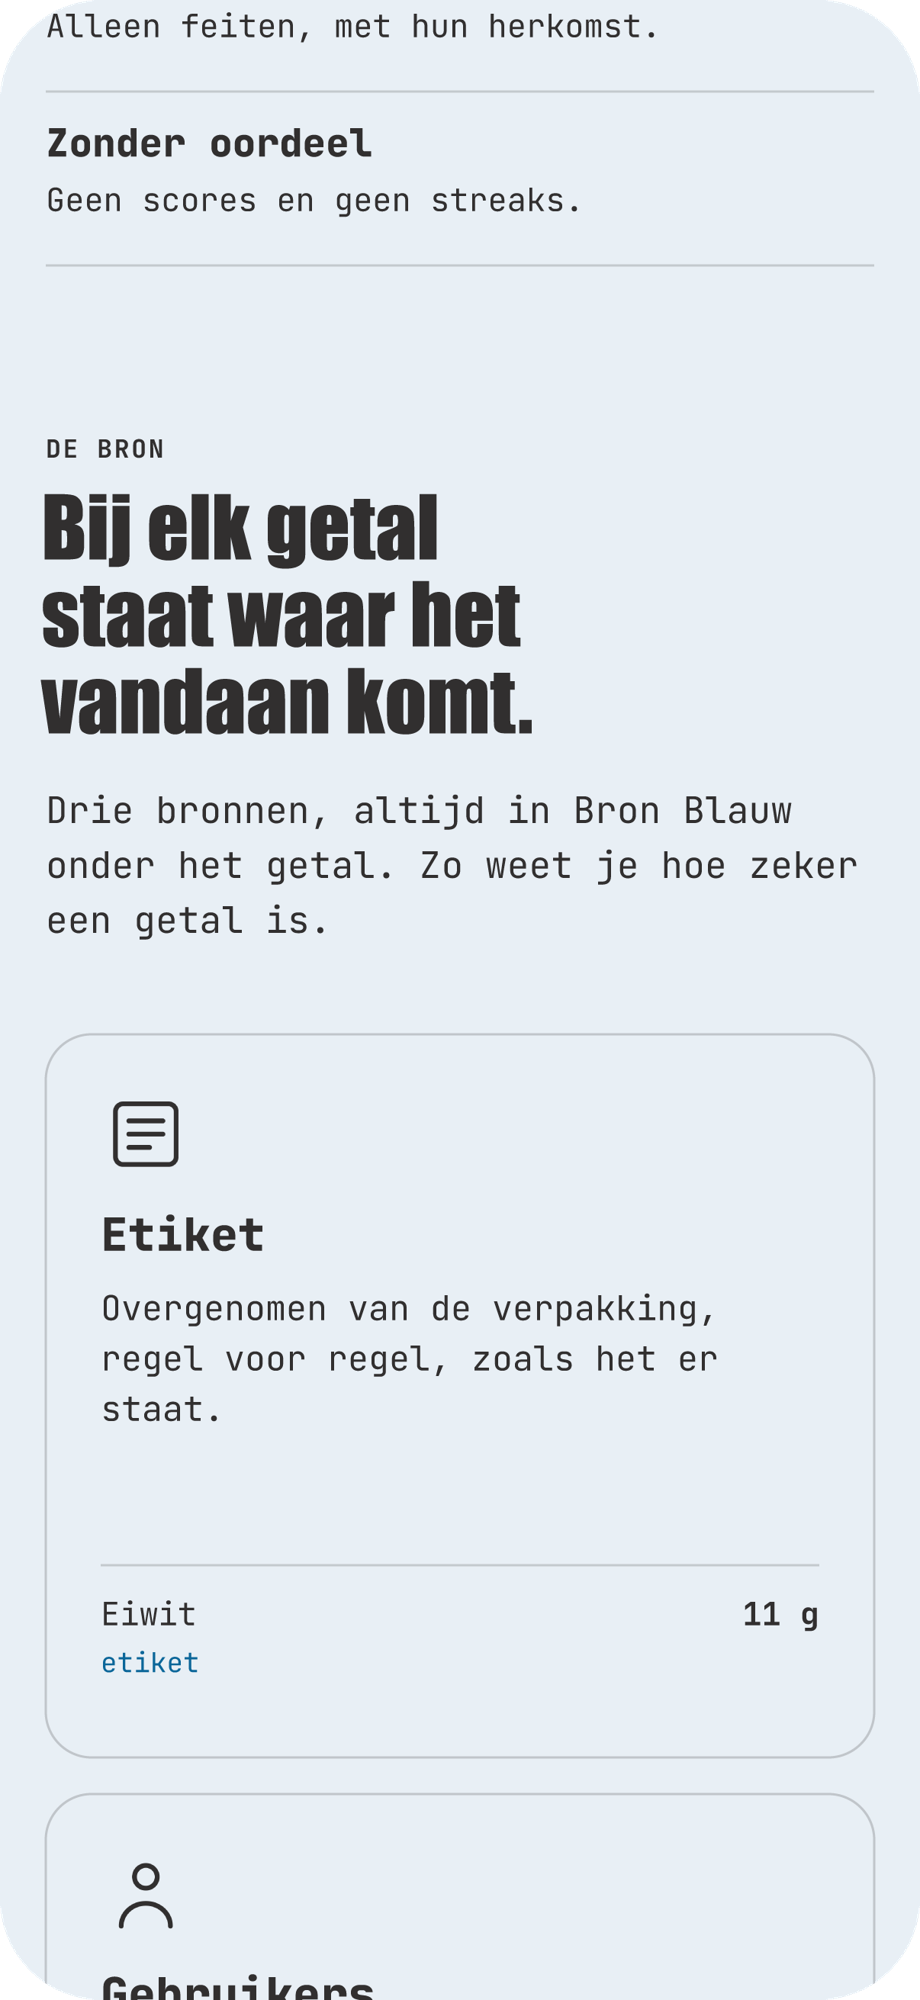 Alleen feiten, met hun herkomst.
Zonder oordeel
Geen scores en geen streaks.
DE BRON
Bij elk getal
staat waar het
vandaan komt.
Drie bronnen, altijd in Bron Blauw
onder het getal. Zo weet je hoe zeker
een getal is.
Etiket
Overgenomen van de verpakking,
regel voor regel, zoals het er
staat.
Eiwit 11 g
etiket
Gebruikers